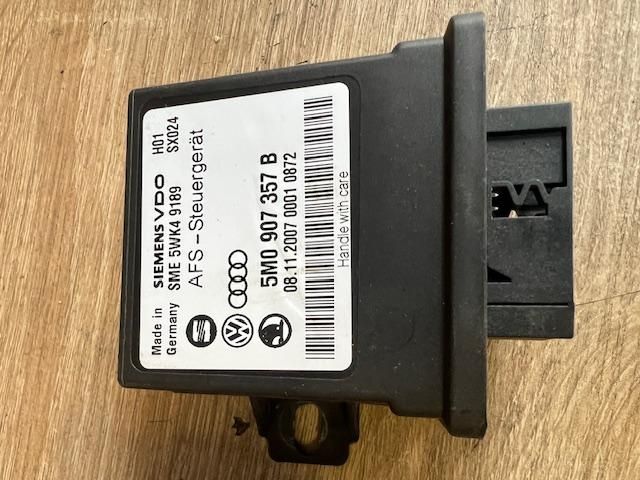 Made in
Germany
SIEMENS VDO
SME 5WK4 9189
H01
SX024
AFS-Steuergerät
5M0 907 357 B
08.11.2007 0001 0872
Handle with care